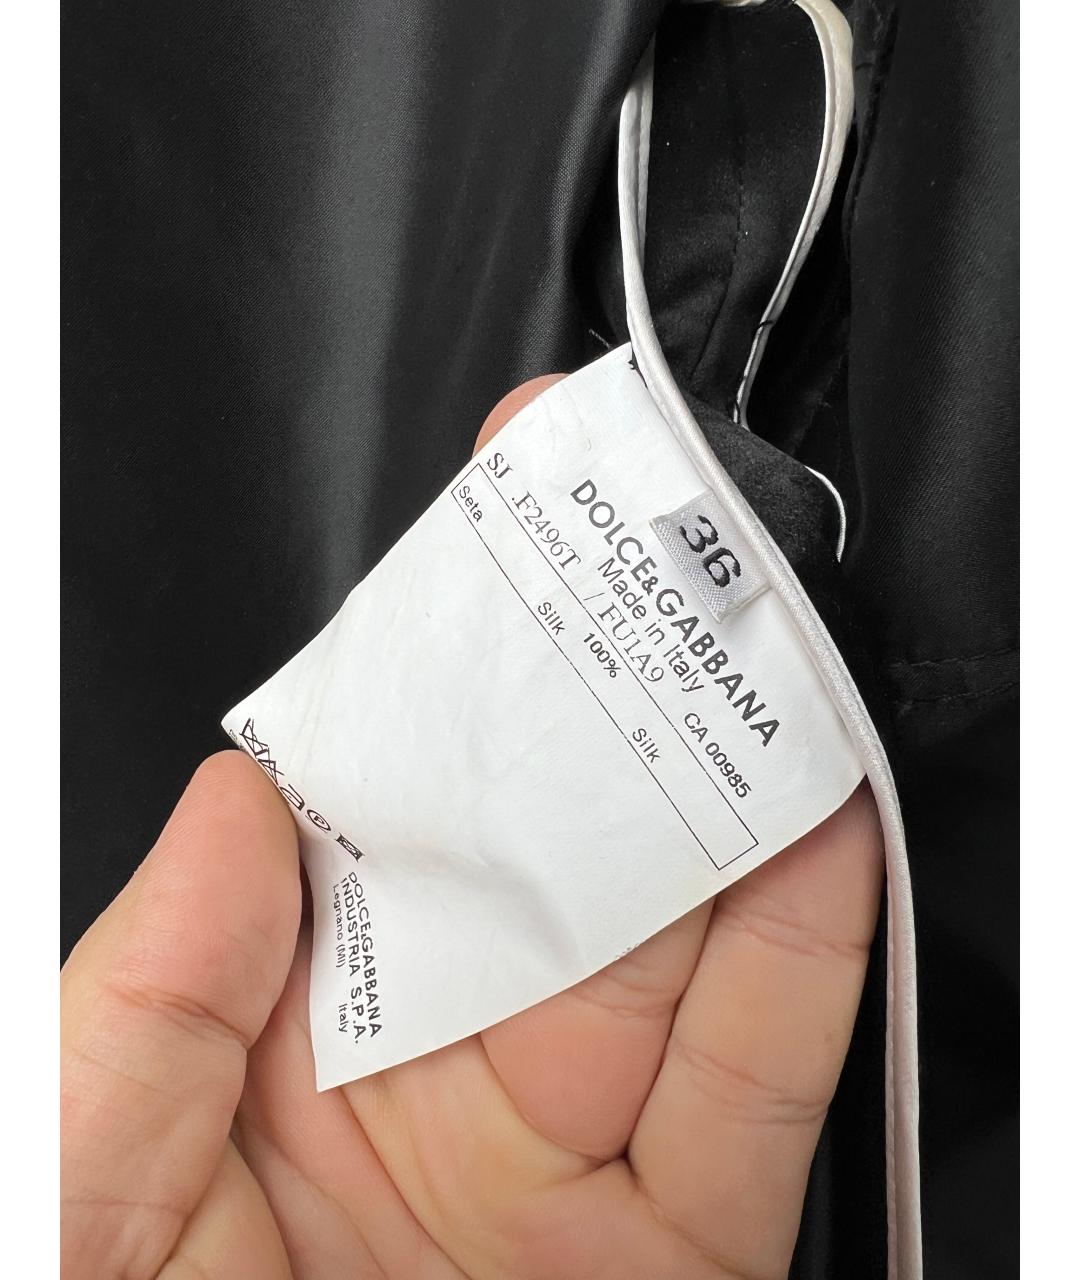 36
DOLCE&GABBANA
Made in Italy
SJ .F2496T / FU1A9 CA 00985
Seta Silk 100% Silk
DOLCE&GABBANA
INDUSTRIA S.P.A.
Legnano (MI) Italy